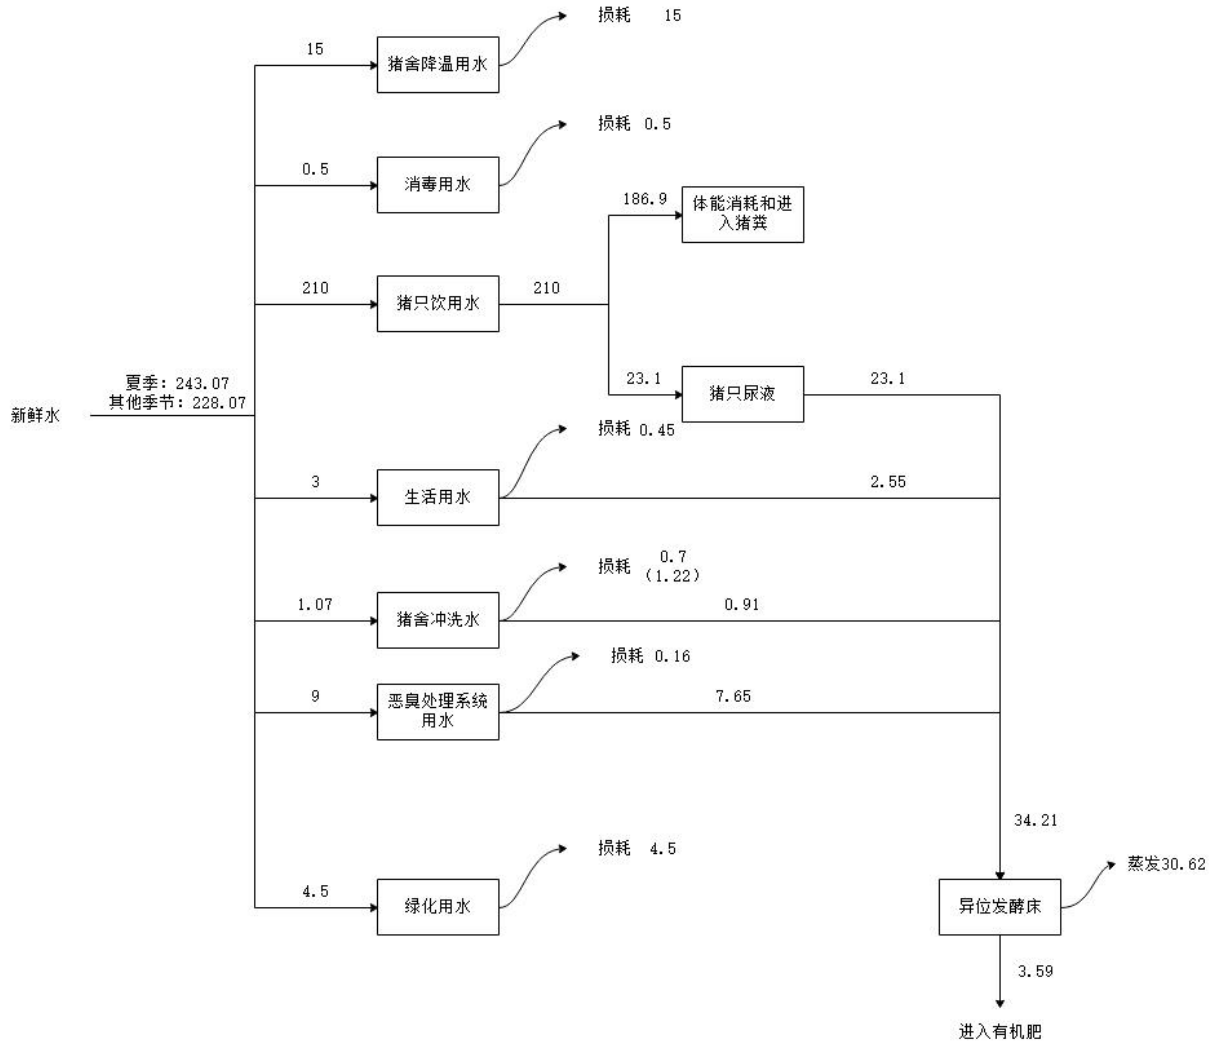 损耗 15
15
猪舍降温用水
损耗 0.5
0.5
消毒用水
186.9
体能消耗和进
入猪粪
210
猪只饮用水
210
23.1
猪只尿液
23.1
夏季：243.07
其他季节：228.07
新鲜水
损耗 0.45
3
生活用水
2.55
损耗 0.7
（1.22）
1.07
猪舍冲洗水
0.91
损耗 0.16
9
恶臭处理系统
用水
7.65
34.21
损耗 4.5
4.5
绿化用水
蒸发30.62
异位发酵床
3.59
进入有机肥